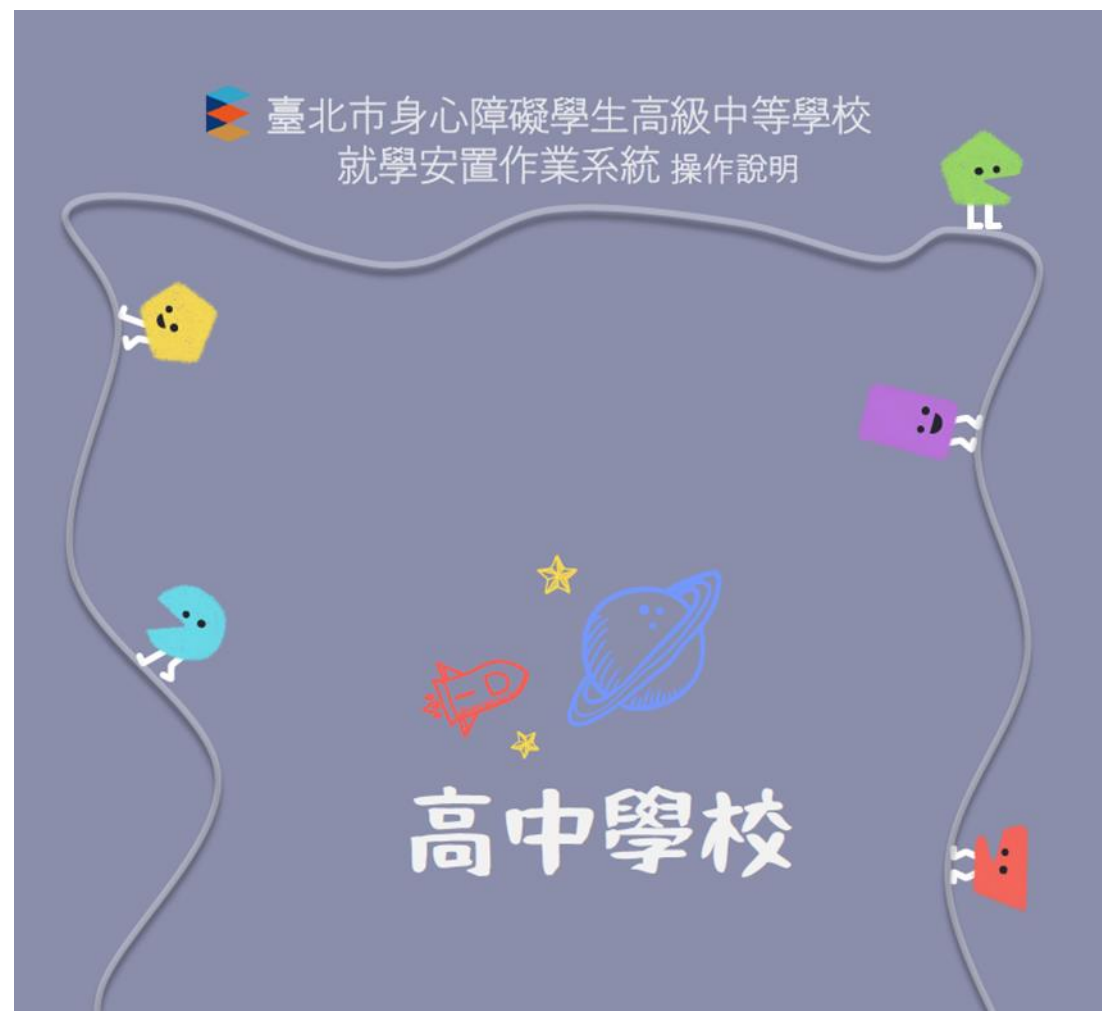 臺北市身心障礙學生高級中等學校
就學安置作業系統 操作說明
高中學校